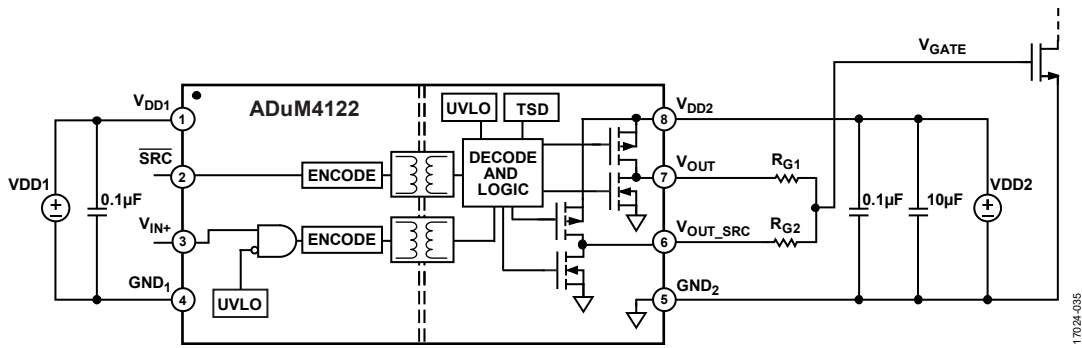 VGATE
ADuM4122
VDD1
1
UVLO
TSD
8
VDD2
SRC
2
ENCODE
DECODE
AND
LOGIC
7
VOUT
RG1
VDD1
0.1µF
0.1µF
10µF
VDD2
VIN+
3
ENCODE
6
VOUT_SRC
RG2
GND1
4
UVLO
5
GND2
17024-035